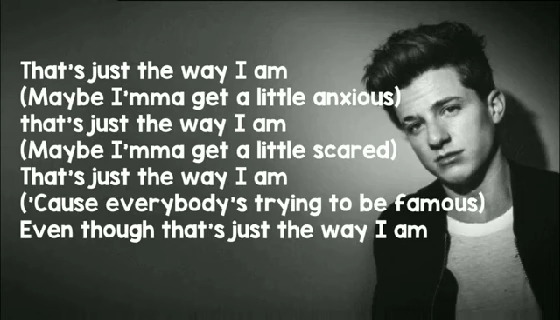 That's just the way I am
(Maybe I'mma get a little anxious)
that's just the way I am
(Maybe I'mma get a little scared)
That's just the way I am
('Cause everybody's trying to be famous)
Even though that's just the way I am